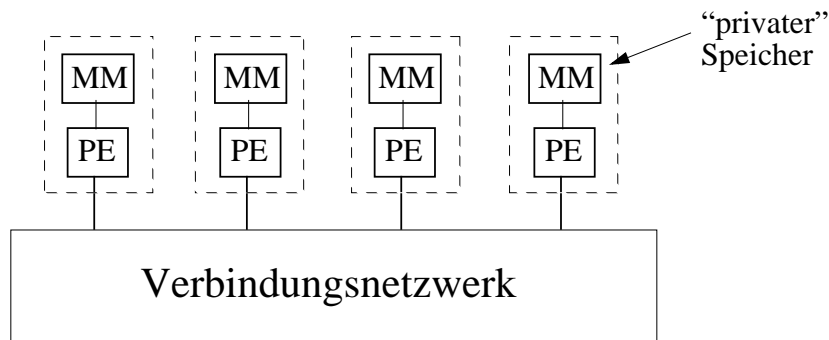 “privater”
Speicher
MM MM MM MM
PE PE PE PE
Verbindungsnetzwerk